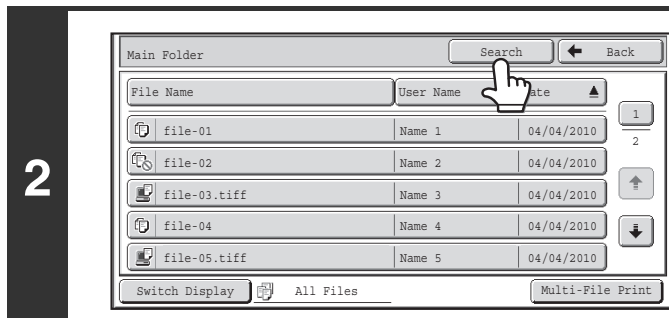 2
Main Folder Search Back
File Name User Name ate
1
file-01 Name 1 04/04/2010
2
file-02 Name 2 04/04/2010
file-03.tiff Name 3 04/04/2010
file-04 Name 4 04/04/2010
file-05.tiff Name 5 04/04/2010
Switch Display All Files Multi-File Print